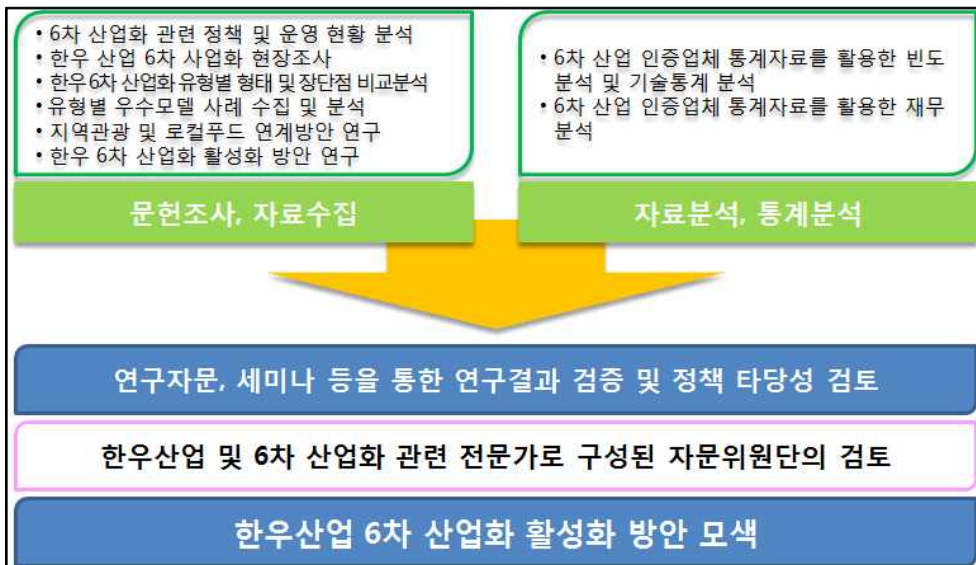 • 6차 산업화 관련 정책 및 운영 현황 분석
• 한우 산업 6차 사업화 현장조사
• 한우 6차 산업화 유형별 형태 및 장단점 비교분석
• 유형별 우수모델 사례 수집 및 분석
• 지역관광 및 로컬푸드 연계방안 연구
• 한우 6차 산업화 활성화 방안 연구
문헌조사, 자료수집
• 6차 산업 인증업체 통계자료를 활용한 빈도
분석 및 기술통계 분석
• 6차 산업 인증업체 통계자료를 활용한 재무
분석
자료분석, 통계분석
연구자문, 세미나 등을 통한 연구결과 검증 및 정책 타당성 검토
한우산업 및 6차 산업화 관련 전문가로 구성된 자문위원단의 검토
한우산업 6차 산업화 활성화 방안 모색